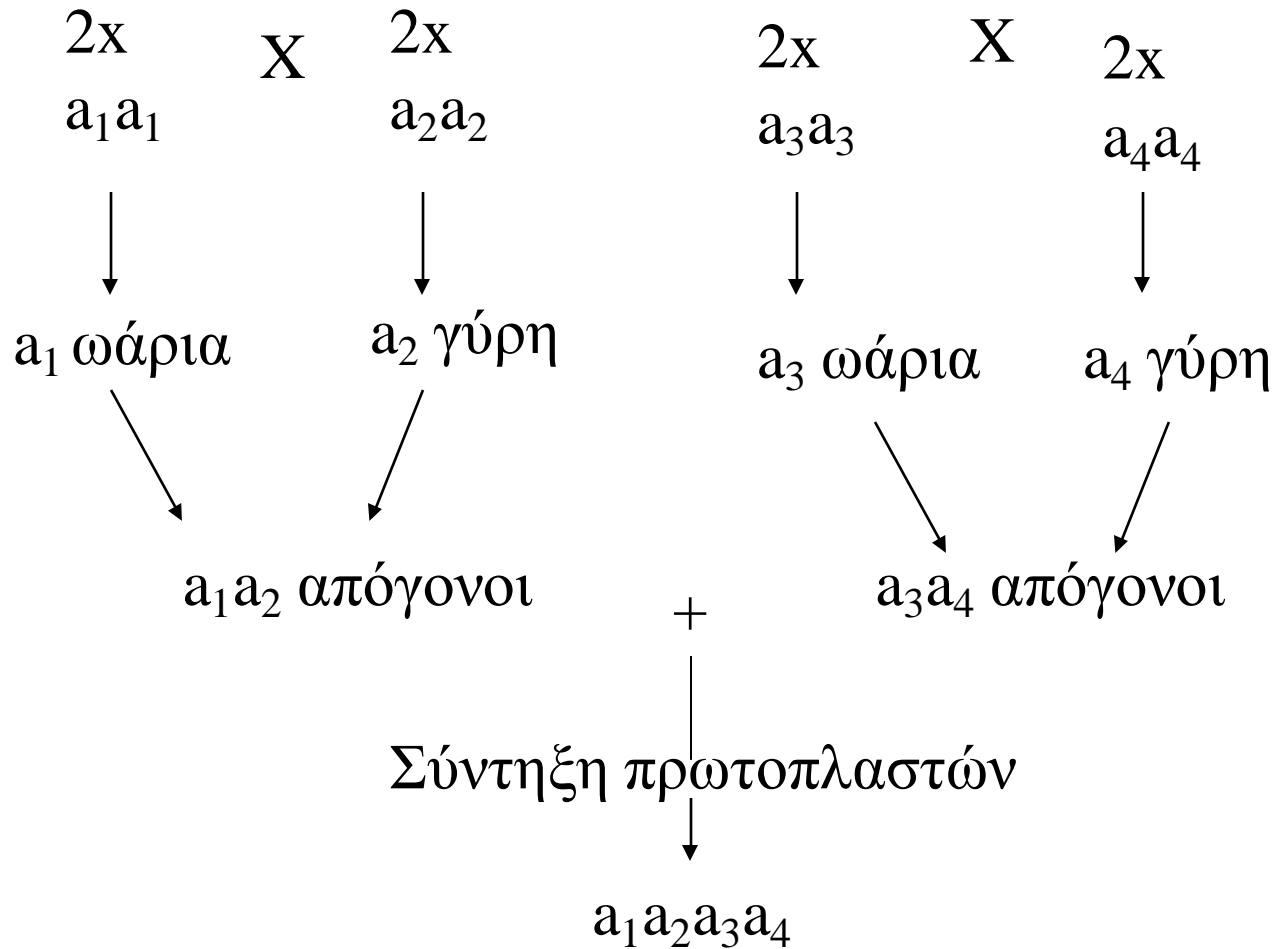 2x X 2x 2x X 2x
a₁a₁ a₂a₂ a₃a₃ a₄a₄
a₁ ωάρια a₂ γύρη a₃ ωάρια a₄ γύρη
a₁a₂ απόγονοι + a₃a₄ απόγονοι
Σύντηξη πρωτοπλαστών
a₁a₂a₃a₄